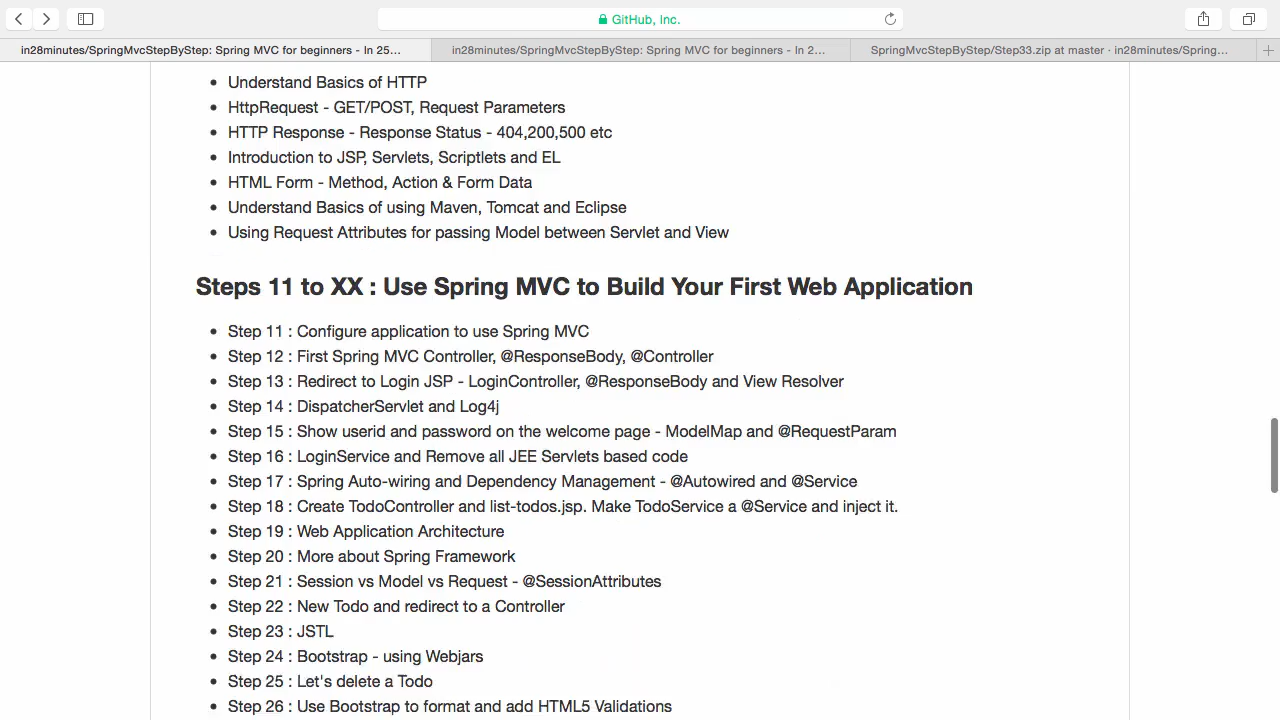 GitHub, Inc.
in28minutes/SpringMvcStepByStep: Spring MVC for beginners - In 25...
in28minutes/SpringMvcStepByStep: Spring MVC for beginners - In 2...
SpringMvcStepByStep/Step33.zip at master · in28minutes/Spring...
Understand Basics of HTTP
HttpRequest - GET/POST, Request Parameters
HTTP Response - Response Status - 404,200,500 etc
Introduction to JSP, Servlets, Scriptlets and EL
HTML Form - Method, Action & Form Data
Understand Basics of using Maven, Tomcat and Eclipse
Using Request Attributes for passing Model between Servlet and View
Steps 11 to XX : Use Spring MVC to Build Your First Web Application
Step 11 : Configure application to use Spring MVC
Step 12 : First Spring MVC Controller, @ResponseBody, @Controller
Step 13 : Redirect to Login JSP - LoginController, @ResponseBody and View Resolver
Step 14 : DispatcherServlet and Log4j
Step 15 : Show userid and password on the welcome page - ModelMap and @RequestParam
Step 16 : LoginService and Remove all JEE Servlets based code
Step 17 : Spring Auto-wiring and Dependency Management - @Autowired and @Service
Step 18 : Create TodoController and list-todos.jsp. Make TodoService a @Service and inject it.
Step 19 : Web Application Architecture
Step 20 : More about Spring Framework
Step 21 : Session vs Model vs Request - @SessionAttributes
Step 22 : New Todo and redirect to a Controller
Step 23 : JSTL
Step 24 : Bootstrap - using Webjars
Step 25 : Let's delete a Todo
Step 26 : Use Bootstrap to format and add HTML5 Validations